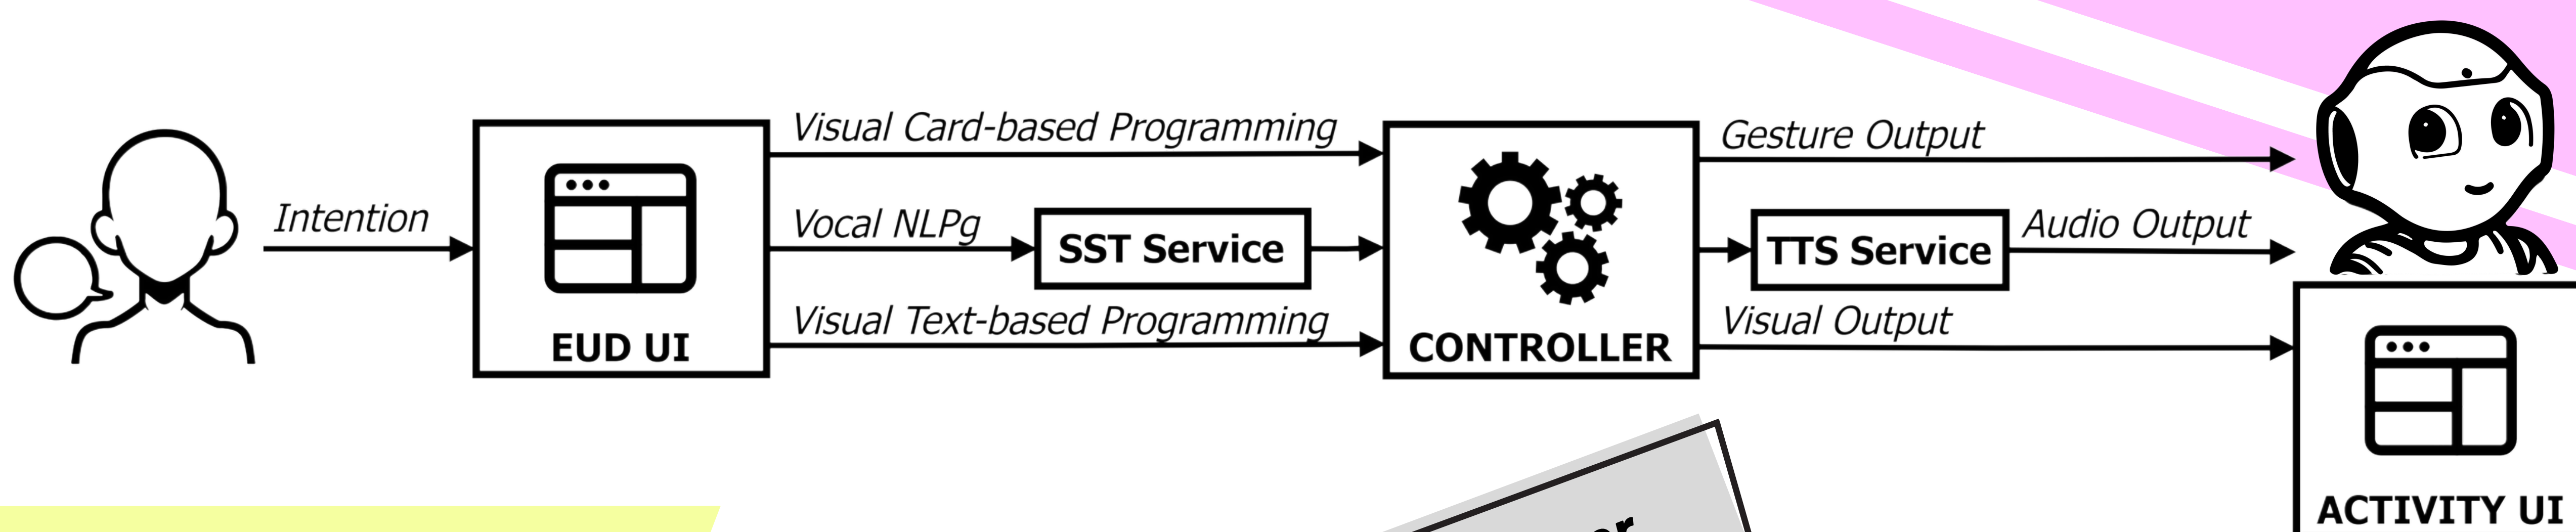 Intention
EUD UI
Visual Card-based Programming
Vocal NLPg
SST Service
Visual Text-based Programming
CONTROLLER
Gesture Output
TTS Service
Audio Output
Visual Output
ACTIVITY UI